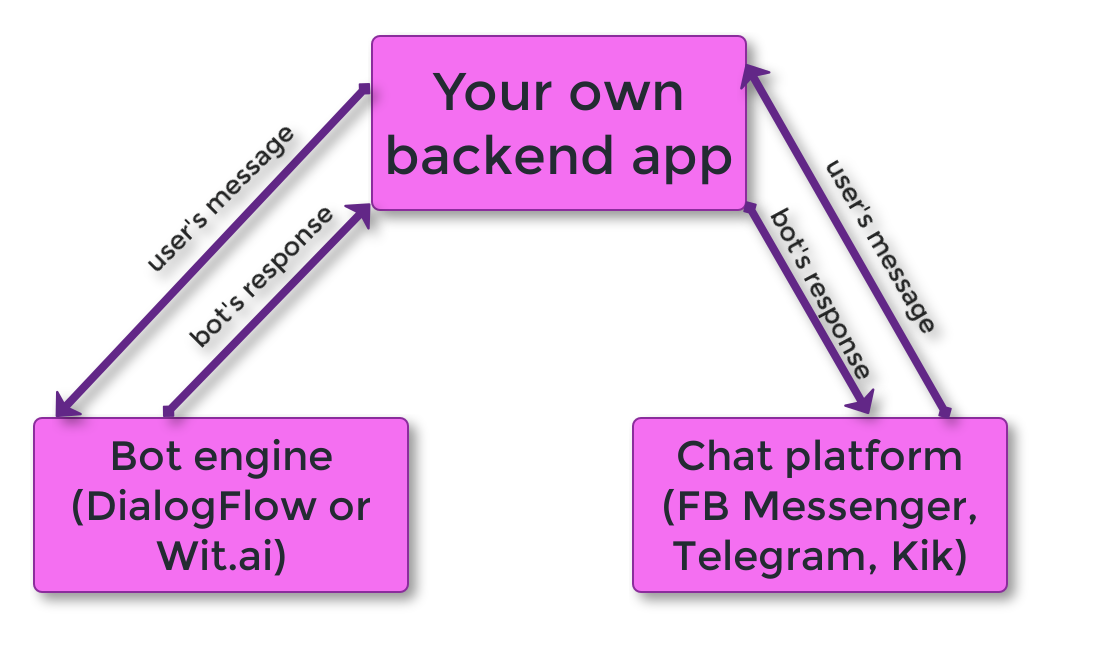 Your own
backend app
user's message
bot's response
bot's response
user's message
Bot engine
(DialogFlow or
Wit.ai)
Chat platform
(FB Messenger,
Telegram, Kik)